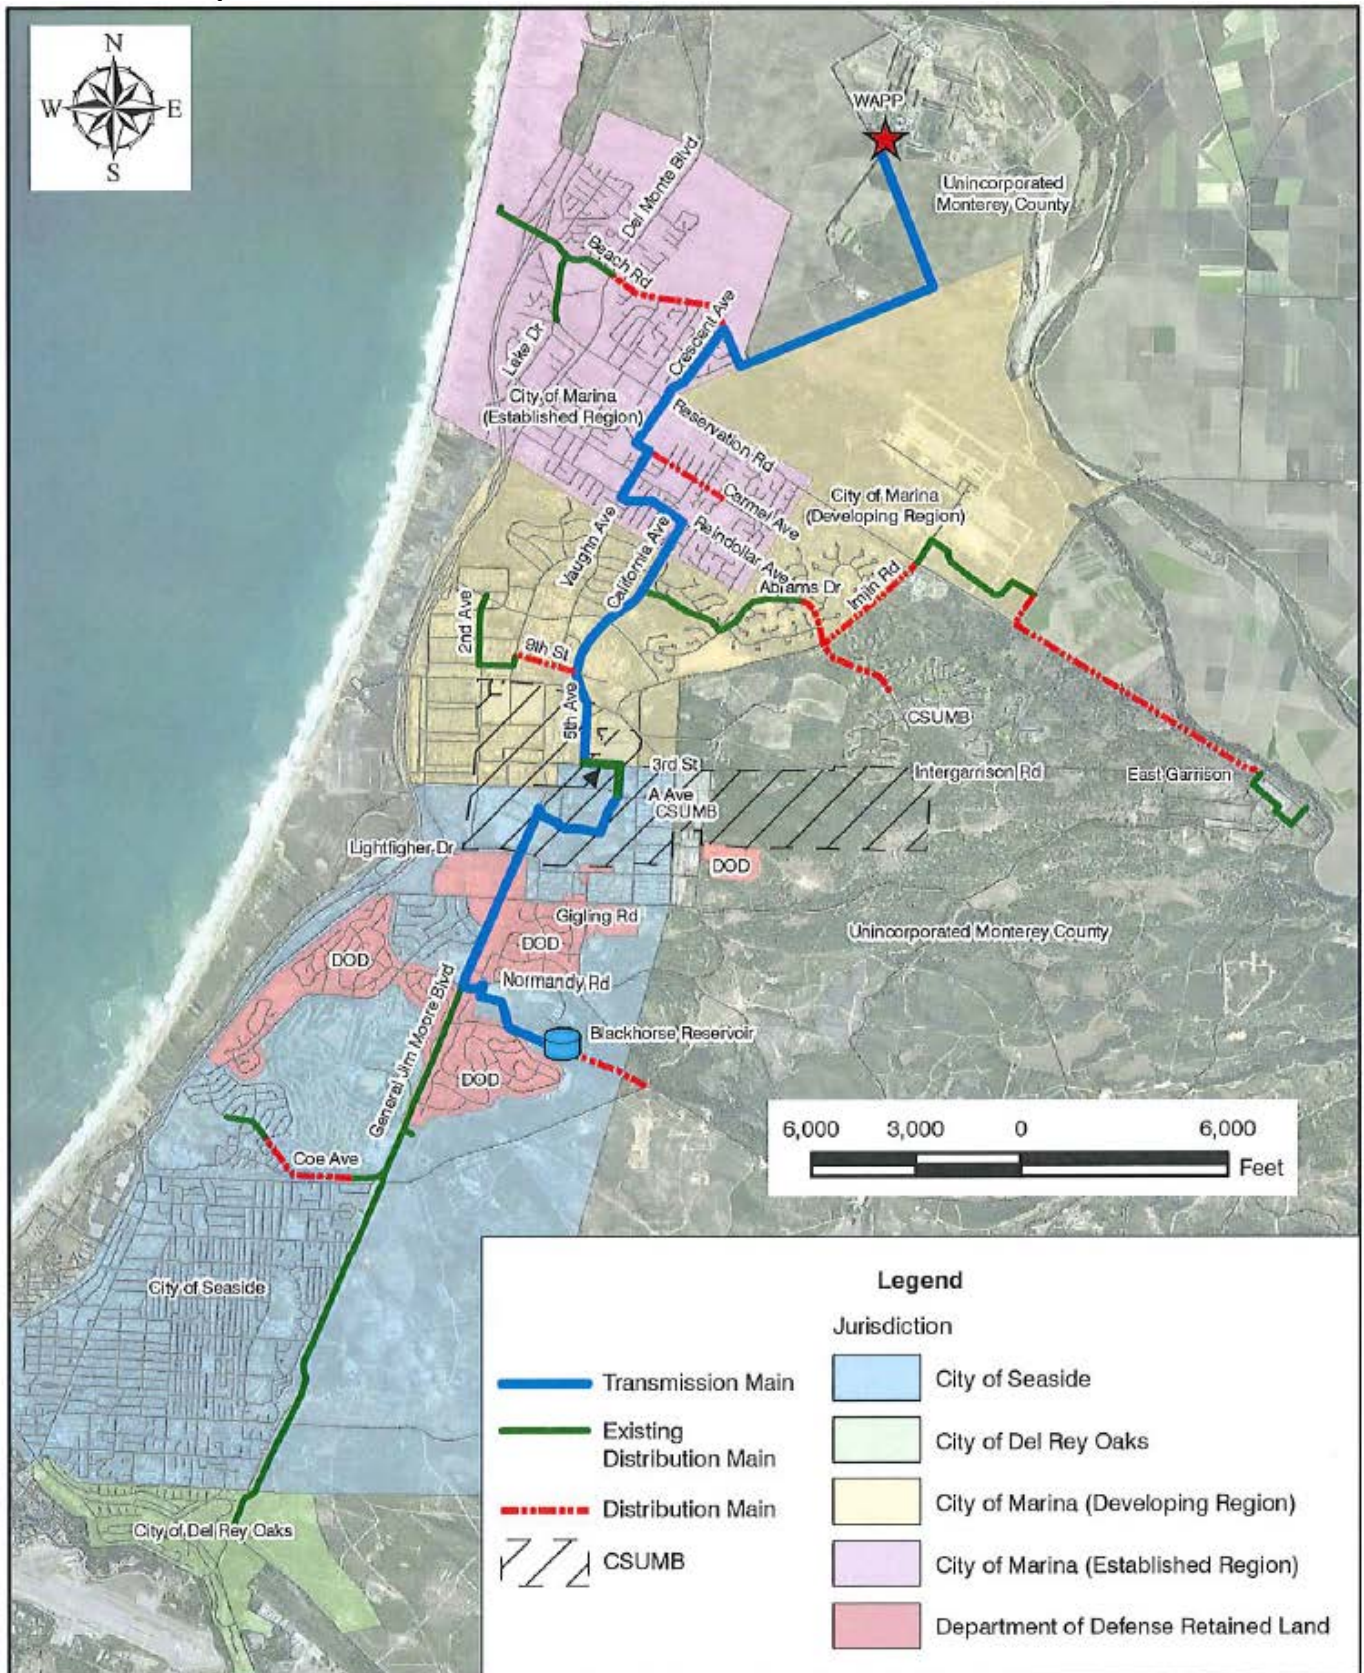 N
W
E
S
WAPP
Unincorporated
Monterey County
Del Monte Blvd
Beach Rd
Crescent Ave
Lake Dr
City of Marina
(Established Region)
Reservation Rd
Carmel Ave
City of Marina
(Developing Region)
Vaughn Ave
California Ave
Reindollar Ave
Abrams Dr
Imjin Rd
2nd Ave
9th St
5th Ave
CSUMB
3rd St
Intergarrison Rd
East Garrison
A Ave
CSUMB
Lightfigher Dr
DOD
Gigling Rd
Unincorporated Monterey County
DOD
DOD
Normandy Rd
General Jim Moore Blvd
Blackhorse Reservoir
DOD
Coe Ave
6,000
3,000
0
6,000
Feet
City of Seaside
City of Del Rey Oaks
Legend
Jurisdiction
Transmission Main
Existing
Distribution Main
Distribution Main
CSUMB
City of Seaside
City of Del Rey Oaks
City of Marina (Developing Region)
City of Marina (Established Region)
Department of Defense Retained Land